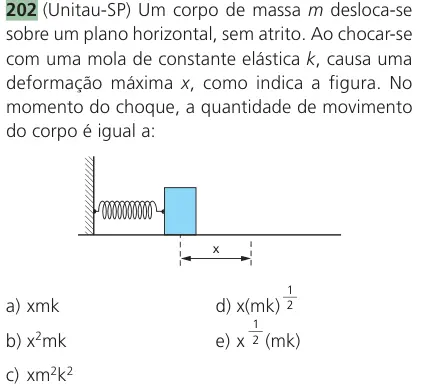 202 (Unitau-SP) Um corpo de massa m desloca-se
sobre um plano horizontal, sem atrito. Ao chocar-se
com uma mola de constante elástica k, causa uma
deformação máxima x, como indica a figura. No
momento do choque, a quantidade de movimento
do corpo é igual a:
x
a) xmk
b) x²mk
c) xm²k²
d) x(mk)^(1/2)
e) x^(1/2)(mk)